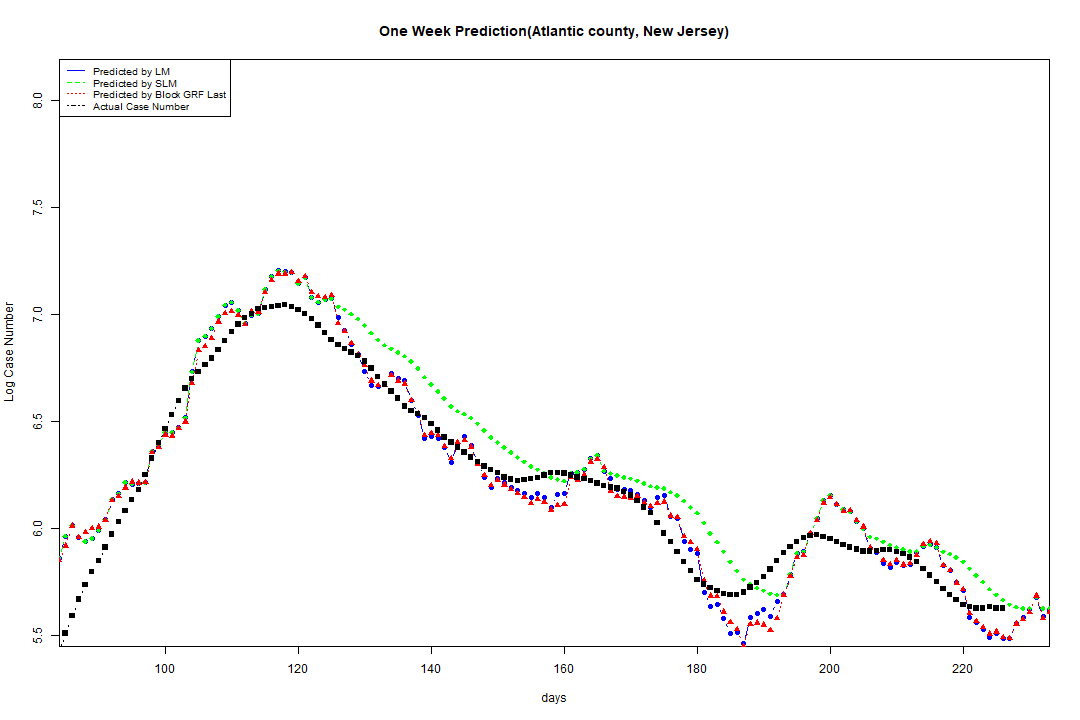 One Week Prediction(Atlantic county, New Jersey)
Predicted by LM
Predicted by SLM
Predicted by Block GRF Last
Actual Case Number
8.0
7.5
7.0
6.5
6.0
5.5
Log Case Number
100 120 140 160 180 200 220
days